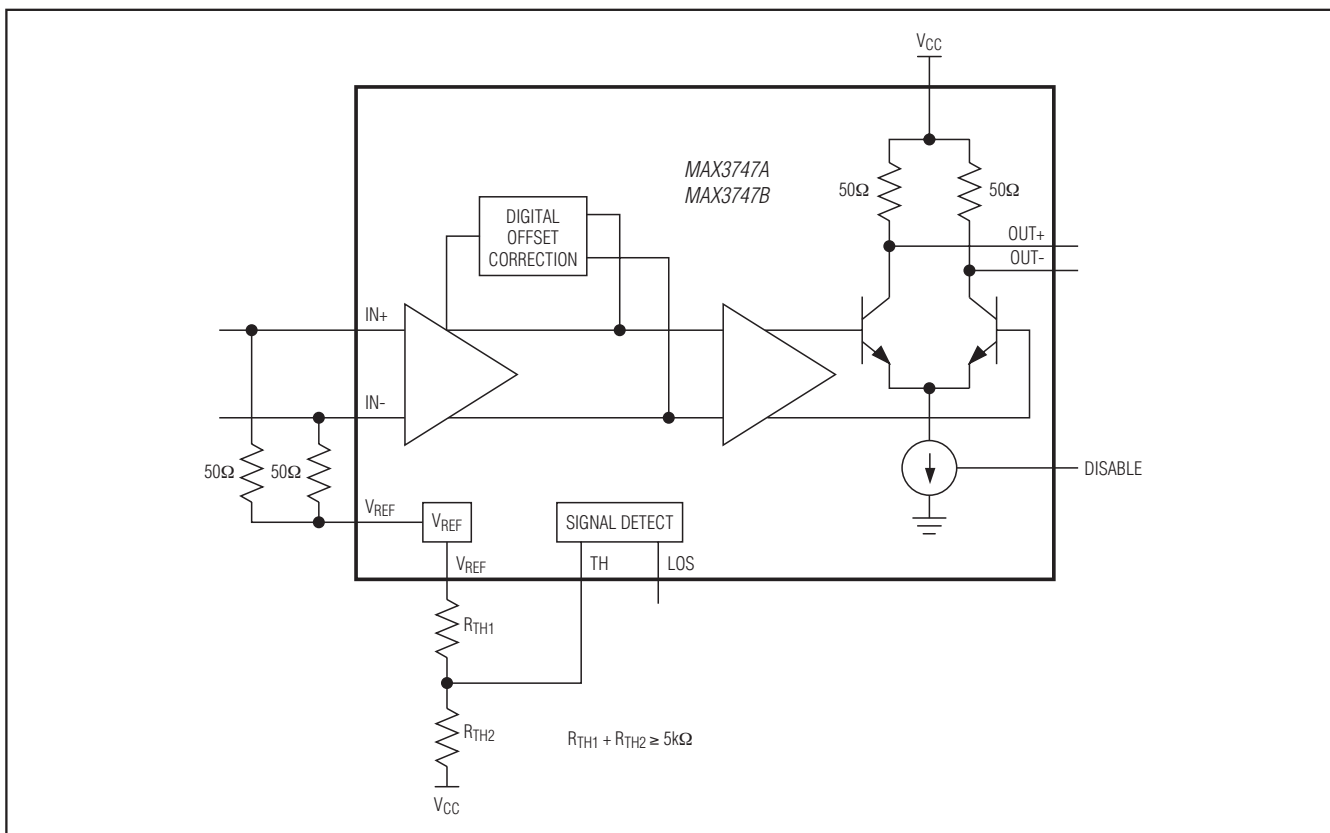 VCC
MAX3747A
MAX3747B
50Ω
50Ω
DIGITAL
OFFSET
CORRECTION
OUT+
OUT-
IN+
IN-
DISABLE
50Ω
50Ω
VREF
VREF
SIGNAL DETECT
VREF
TH
LOS
RTH1
RTH2
RTH1 + RTH2 ≥ 5kΩ
VCC